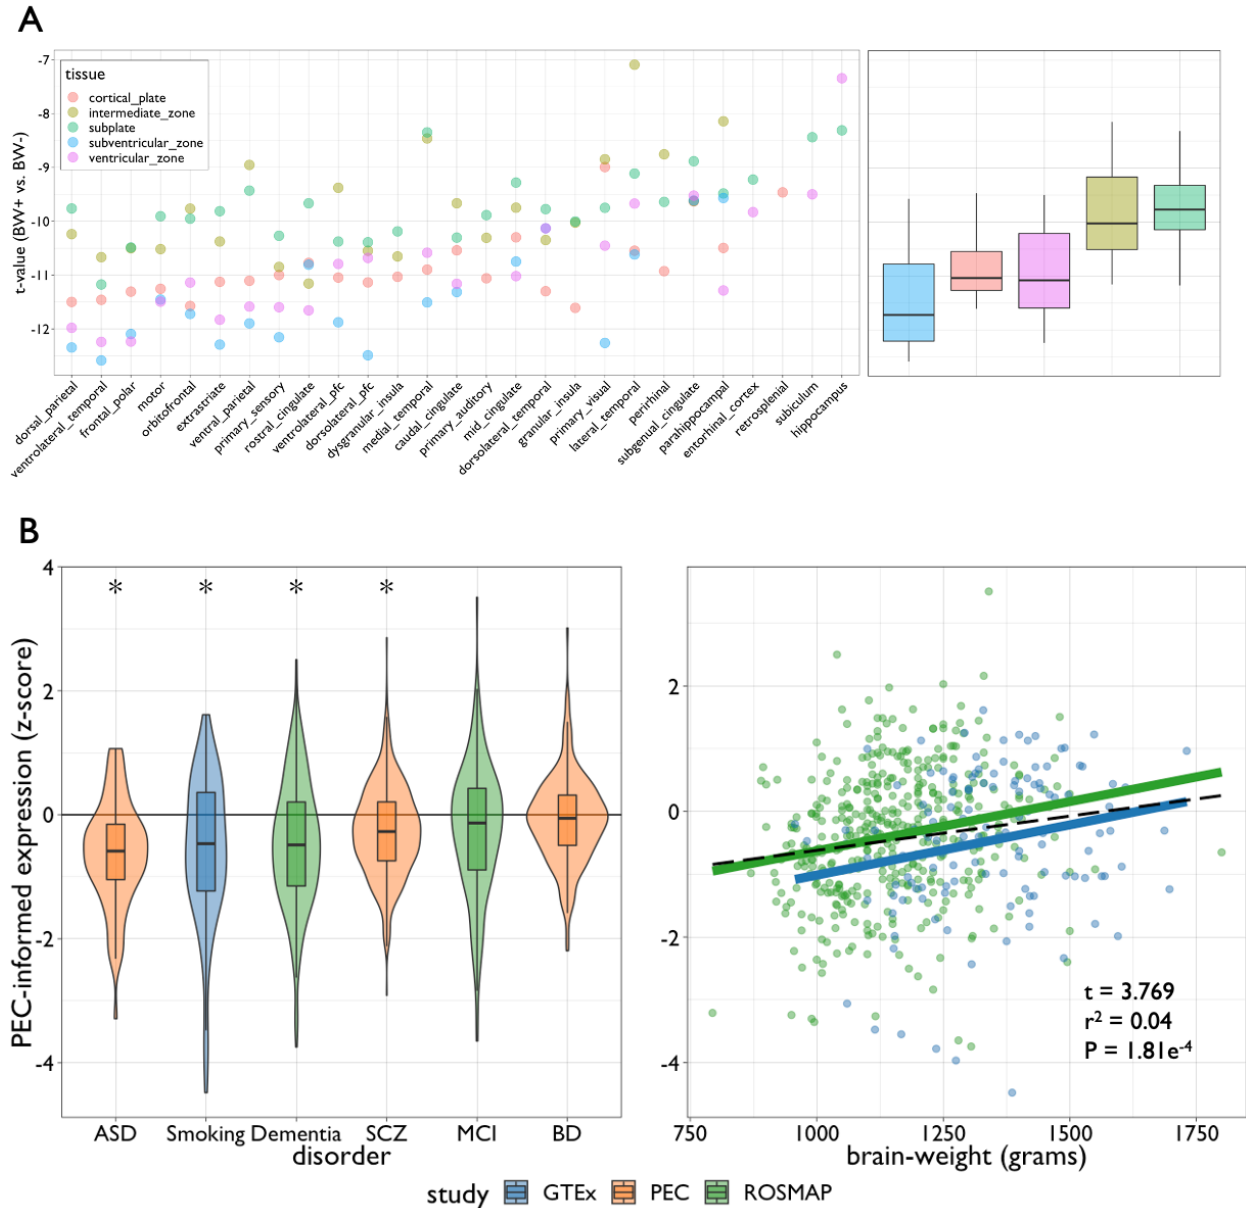 A
t-value (BW+ vs. BW-)
-7
-8
-9
-10
-11
-12
tissue
cortical_plate
intermediate_zone
subplate
subventricular_zone
ventricular_zone
dorsal_parietal
ventrolateral_temporal
frontal_polar
motor
orbitofrontal
extrastriate
ventral_parietal
primary_sensory
rostral_cingulate
ventrolateral_pfc
dorsolateral_pfc
dysgranular_insula
medial_temporal
caudal_cingulate
primary_auditory
mid_cingulate
dorsolateral_temporal
granular_insula
primary_visual
lateral_temporal
perirhinal
subgenual_cingulate
parahippocampal
entorhinal_cortex
retrosplenial
subiculum
hippocampus
B
PEC-informed expression (z-score)
4
2
0
-2
-4
* * * *
ASD Smoking Dementia SCZ MCI BD
disorder
2
0
-2
-4
t = 3.769
r² = 0.04
P = 1.81e⁻⁴
750 1000 1250 1500 1750
brain-weight (grams)
study GTEx PEC ROSMAP